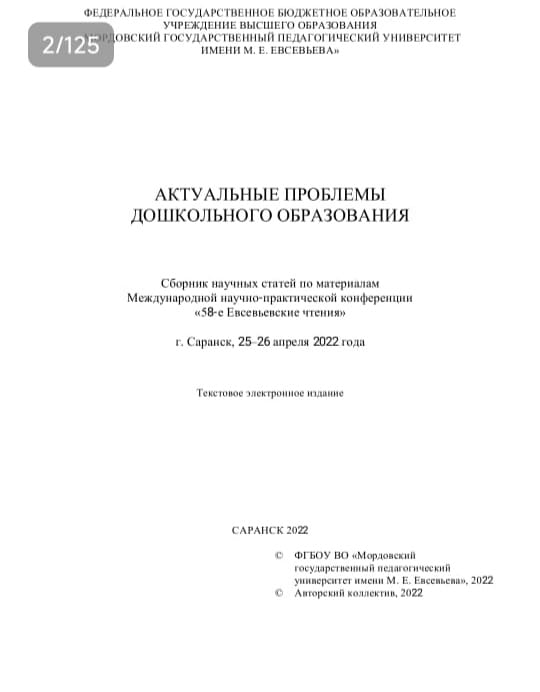 ФЕДЕРАЛЬНОЕ ГОСУДАРСТВЕННОЕ БЮДЖЕТНОЕ ОБРАЗОВАТЕЛЬНОЕ
УЧРЕЖДЕНИЕ ВЫСШЕГО ОБРАЗОВАНИЯ
2/125
ГОСУДАРСТВЕННЫЙ ПЕДАГОГИЧЕСКИЙ УНИВЕРСИТЕТ
ИМЕНИ М. Е. ЕВСЕВЬЕВА»
АКТУАЛЬНЫЕ ПРОБЛЕМЫ
ДОШКОЛЬНОГО ОБРАЗОВАНИЯ
Сборник научных статей по материалам
Международной научно-практической конференции
«58-е Евсевьевские чтения»
г. Саранск, 25–26 апреля 2022 года
Текстовое электронное издание
САРАНСК 2022
© ФГБОУ ВО «Мордовский
государственный педагогический
университет имени М. Е. Евсевьева», 2022
© Авторский коллектив, 2022